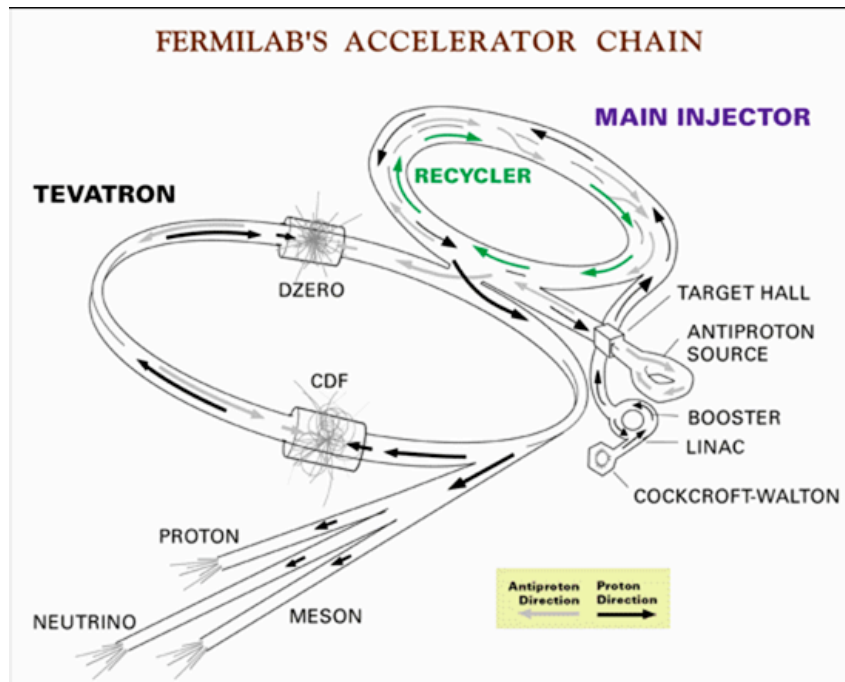 FERMILAB'S ACCELERATOR CHAIN
MAIN INJECTOR
RECYCLER
TEVATRON
DZERO
TARGET HALL
ANTIPROTON
SOURCE
CDF
BOOSTER
LINAC
COCKCROFT-WALTON
PROTON
NEUTRINO
MESON
Antiproton Proton
Direction Direction